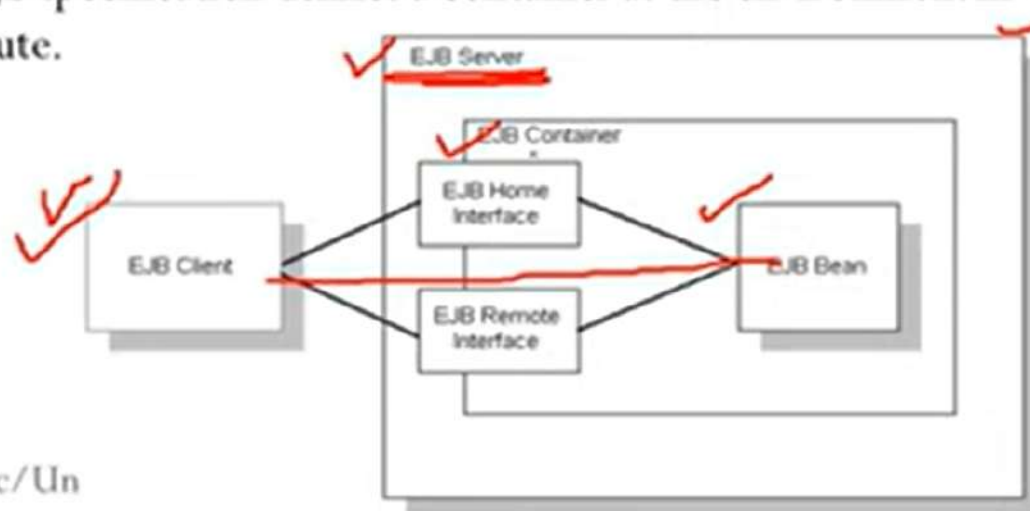 ute.
EJB Server
EJB Container
EJB Home
Interface
EJB Client
EJB Bean
EJB Remote
Interface
c/Un